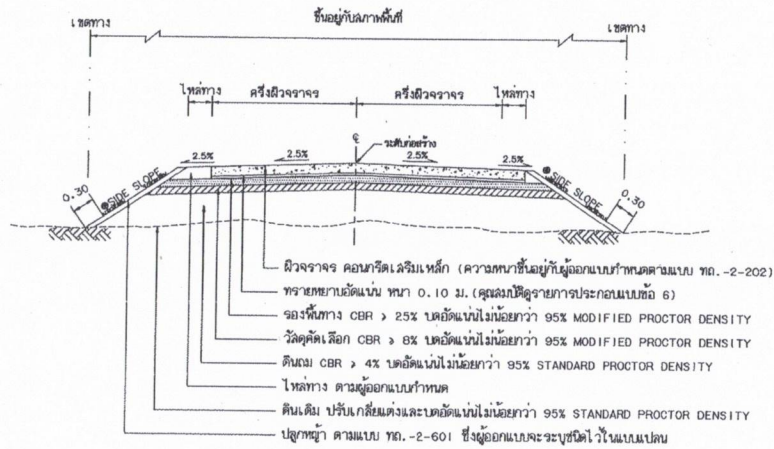 ขึ้นอยู่กับสภาพพื้นที่
เขตทาง
เขตทาง
ไหล่ทาง
ครึ่งผิวจราจร
ครึ่งผิวจราจร
ไหล่ทาง
ระดับก่อสร้าง
2.5%
2.5%
2.5%
2.5%
0.30
SIDE SLOPE
SIDE SLOPE
0.30
ผิวจราจร คอนกรีตเสริมเหล็ก (ความหนาขึ้นอยู่กับผู้ออกแบบกำหนดตามแบบ ทถ.-2-202)
ทรายหยาบอัดแน่น หนา 0.10 ม.(คุณสมบัติดูรายการประกอบแบบข้อ 6)
รองพื้นทาง CBR > 25% บดอัดแน่นไม่น้อยกว่า 95% MODIFIED PROCTOR DENSITY
วัสดุคัดเลือก CBR > 8% บดอัดแน่นไม่น้อยกว่า 95% MODIFIED PROCTOR DENSITY
ดินถม CBR > 4% บดอัดแน่นไม่น้อยกว่า 95% STANDARD PROCTOR DENSITY
ไหล่ทาง ตามผู้ออกแบบกำหนด
ดินเดิม ปรับเกลี่ยแต่งและบดอัดแน่นไม่น้อยกว่า 95% STANDARD PROCTOR DENSITY
ปลูกหญ้า ตามแบบ ทถ.-2-601 ซึ่งผู้ออกแบบจะระบุชนิดไว้ในแบบแปลน